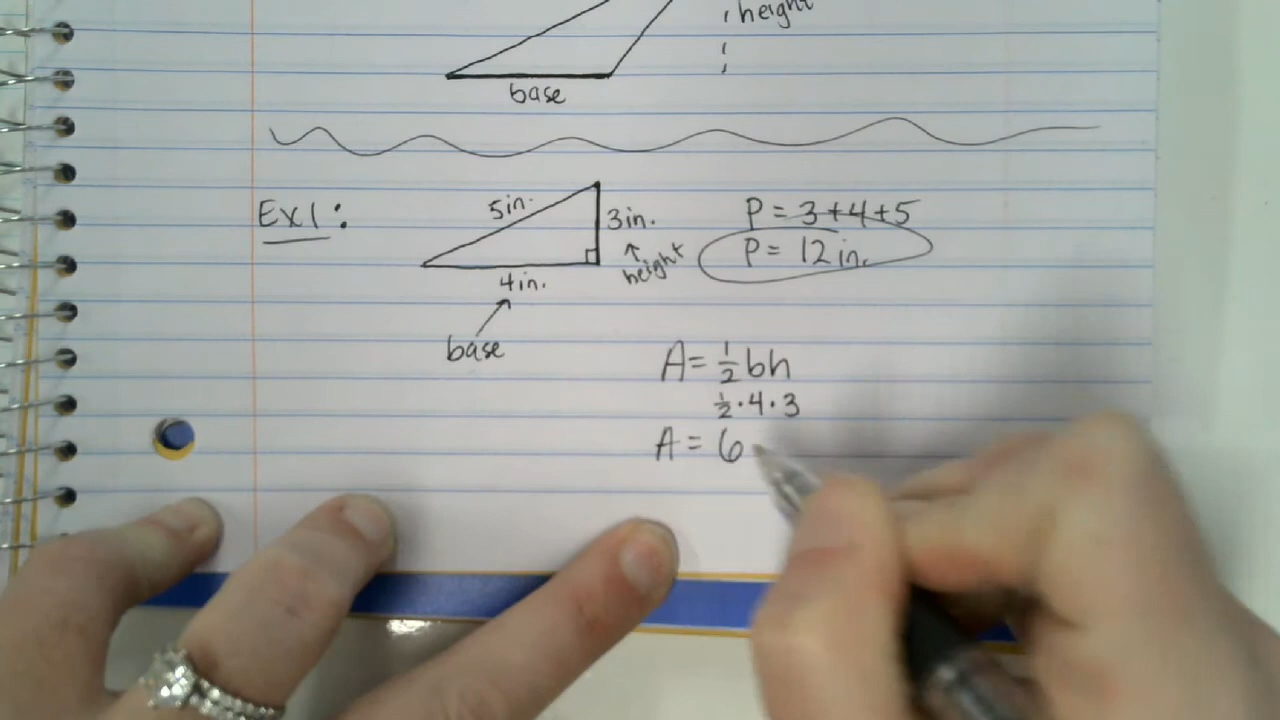 height
base
Ex1:
5in.
3in.
↑
height
4in.
base
P = 3+4+5
P = 12 in.
A = ½bh
½·4·3
A = 6